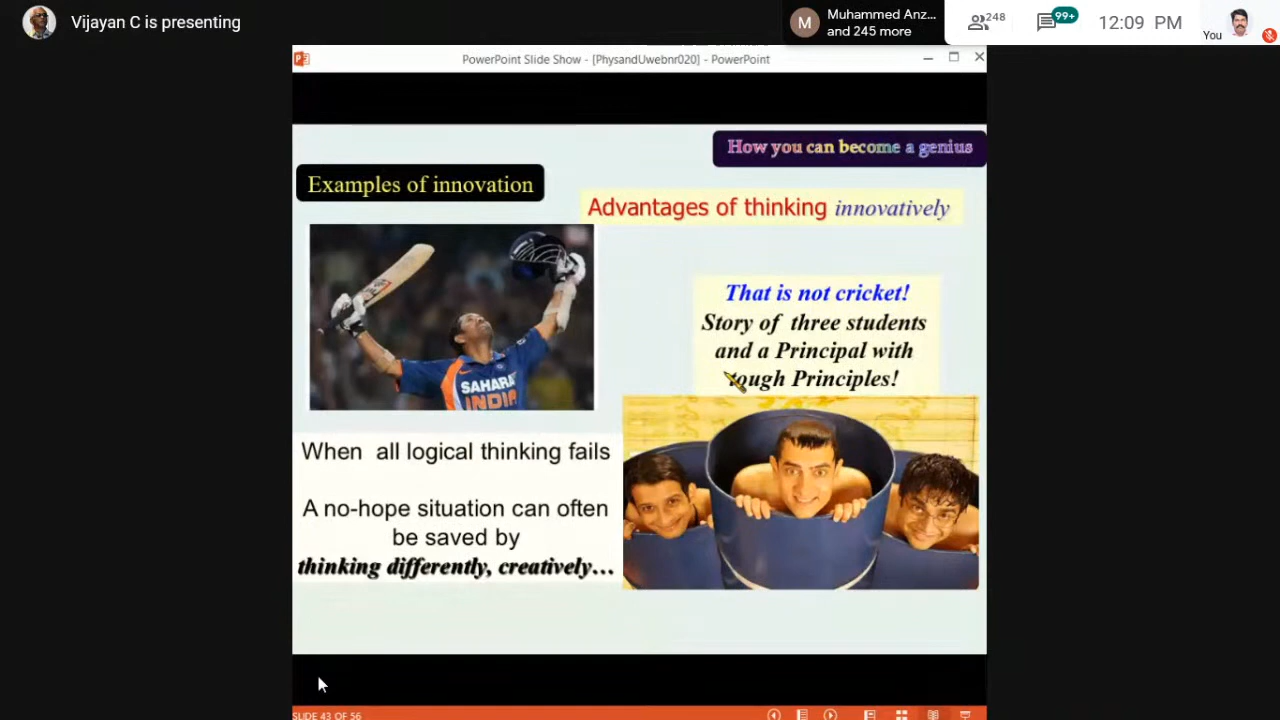 Vijayan C is presenting
M
Muhammed Anz...
and 245 more
248
99+
12:09 PM
You
PowerPoint Slide Show - [PhysandUwebnr020] - PowerPoint
How you can become a genius
Examples of innovation
Advantages of thinking innovatively
SAHARA
INDIA
That is not cricket!
Story of three students
and a Principal with
tough Principles!
When all logical thinking fails
A no-hope situation can often
be saved by
thinking differently, creatively...
SLIDE 43 OF 56